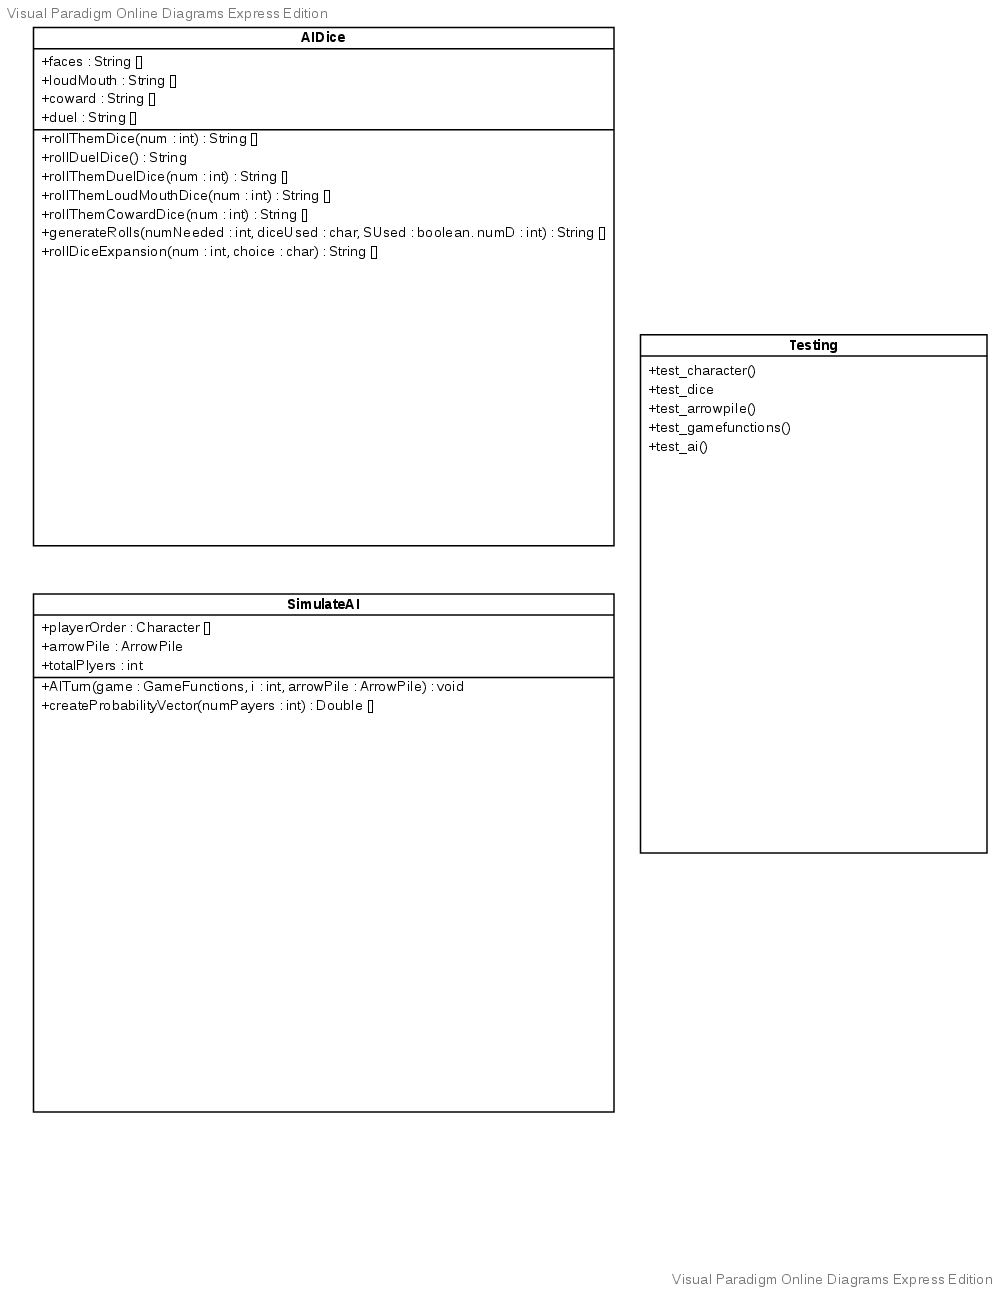 Visual Paradigm Online Diagrams Express Edition
AIDice
+faces : String []
+loudMouth : String []
+coward : String []
+duel : String []
+rollThemDice(num : int) : String []
+rollDuelDice() : String
+rollThemDuelDice(num : int) : String []
+rollThemLoudMouthDice(num : int) : String []
+rollThemCowardDice(num : int) : String []
+generateRolls(numNeeded : int, diceUsed : char, SUsed : boolean. numD : int) : String []
+rollDiceExpansion(num : int, choice : char) : String []
Testing
+test_character()
+test_dice
+test_arrowpile()
+test_gamefunctions()
+test_ai()
SimulateAI
+playerOrder : Character []
+arrowPile : ArrowPile
+totalPlyers : int
+AITurn(game : GameFunctions, i : int, arrowPile : ArrowPile) : void
+createProbabilityVector(numPayers : int) : Double []
Visual Paradigm Online Diagrams Express Edition